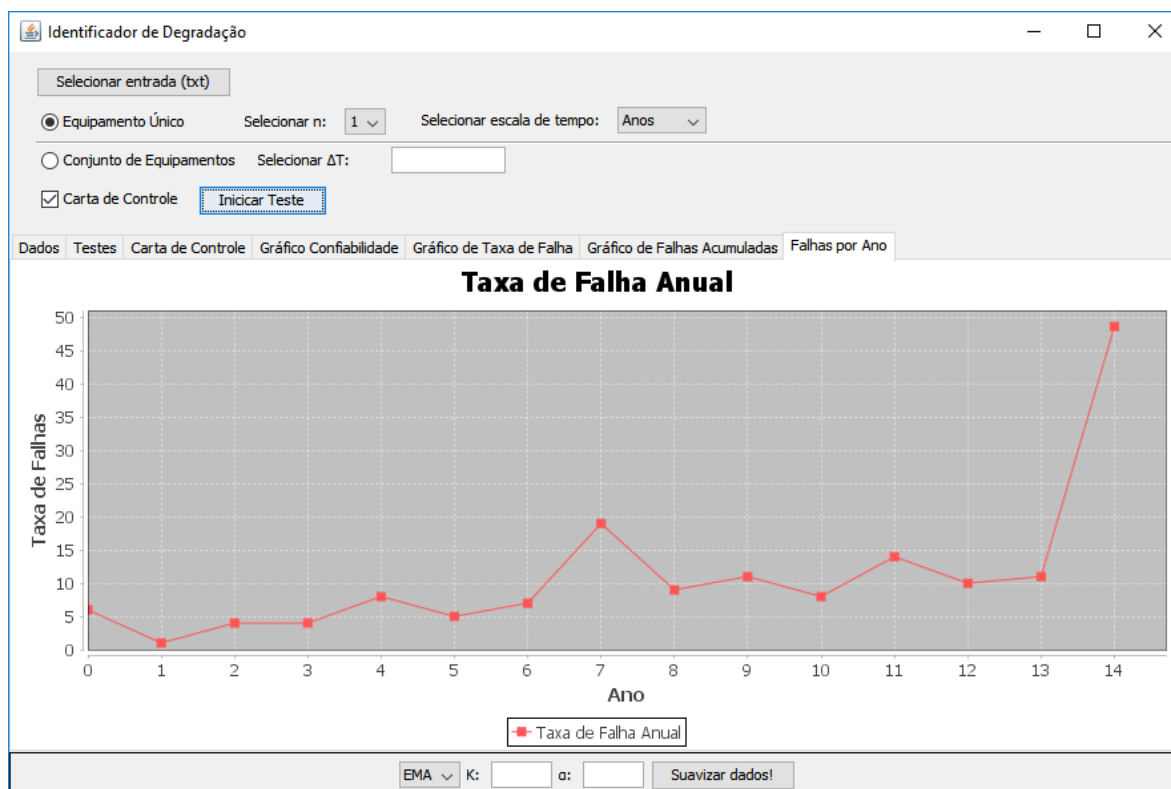 Identificador de Degradação
Selecionar entrada (txt)
Equipamento Único Selecionar n: 1 Selecionar escala de tempo: Anos
Conjunto de Equipamentos Selecionar ΔT:
Carta de Controle Inicicar Teste
Dados Testes Carta de Controle Gráfico Confiabilidade Gráfico de Taxa de Falha Gráfico de Falhas Acumuladas Falhas por Ano
Taxa de Falha Anual
Taxa de Falhas
50
45
40
35
30
25
20
15
10
5
0
0 1 2 3 4 5 6 7 8 9 10 11 12 13 14
Ano
Taxa de Falha Anual
EMA K: α: Suavizar dados!